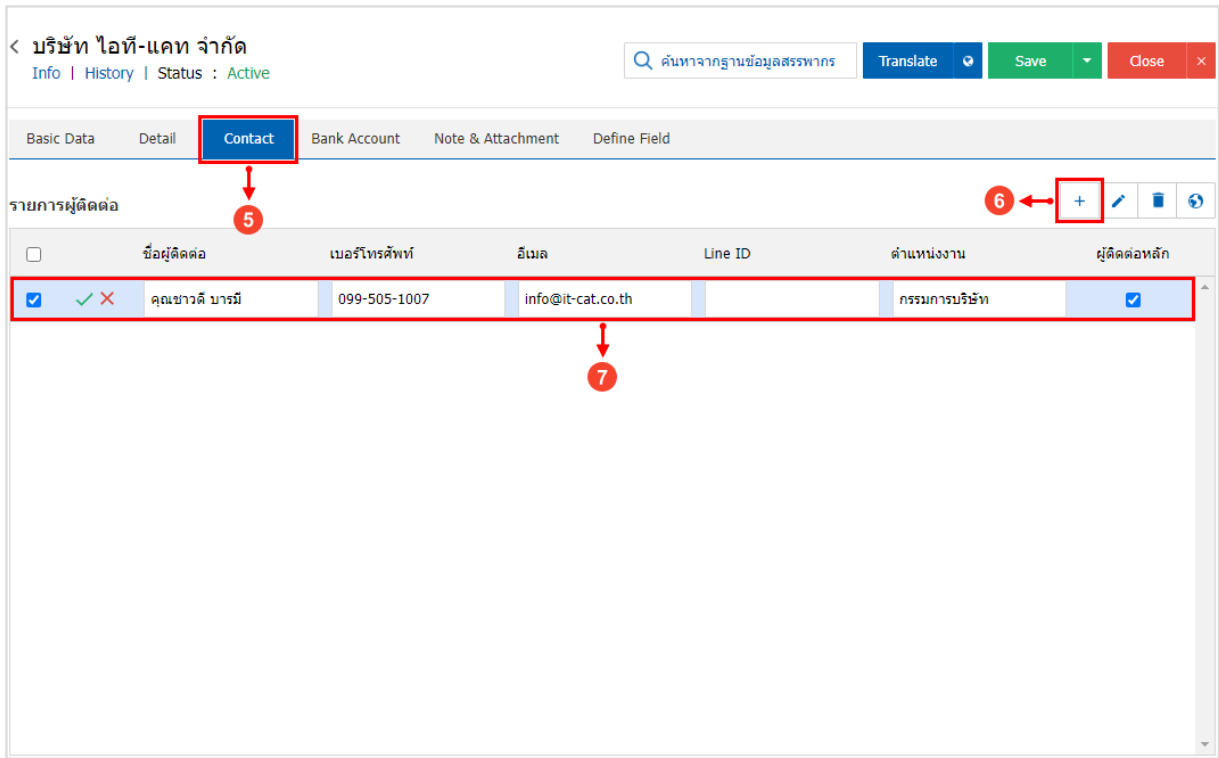 บริษัท ไอที-แคท จำกัด
Info | History | Status : Active
ค้นหาจากฐานข้อมูลสรรพากร Translate Save Close
Basic Data Detail Contact Bank Account Note & Attachment Define Field
รายการผู้ติดต่อ
5
6
ชื่อผู้ติดต่อ เบอร์โทรศัพท์ อีเมล Line ID ตำแหน่งงาน ผู้ติดต่อหลัก
คุณชาวดี บารมี 099-505-1007 info@it-cat.co.th กรรมการบริษัท
7